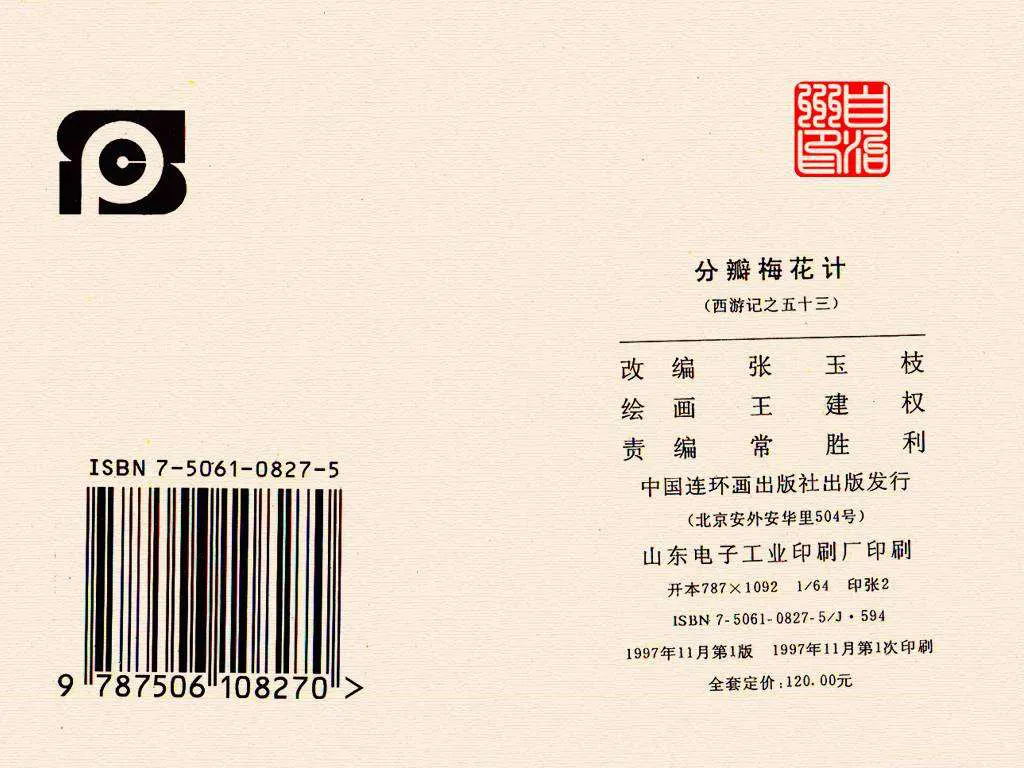 分瓣梅花计
（西游记之五十三）
改编 张玉枝
绘画 王建权
责编 常胜利
中国连环画出版社出版发行
（北京安外安华里504号）
山东电子工业印刷厂印刷
开本787×1092 1/64 印张2
ISBN 7-5061-0827-5/J·594
1997年11月第1版 1997年11月第1次印刷
全套定价:120.00元
ISBN 7-5061-0827-5
9 787506 108270 >